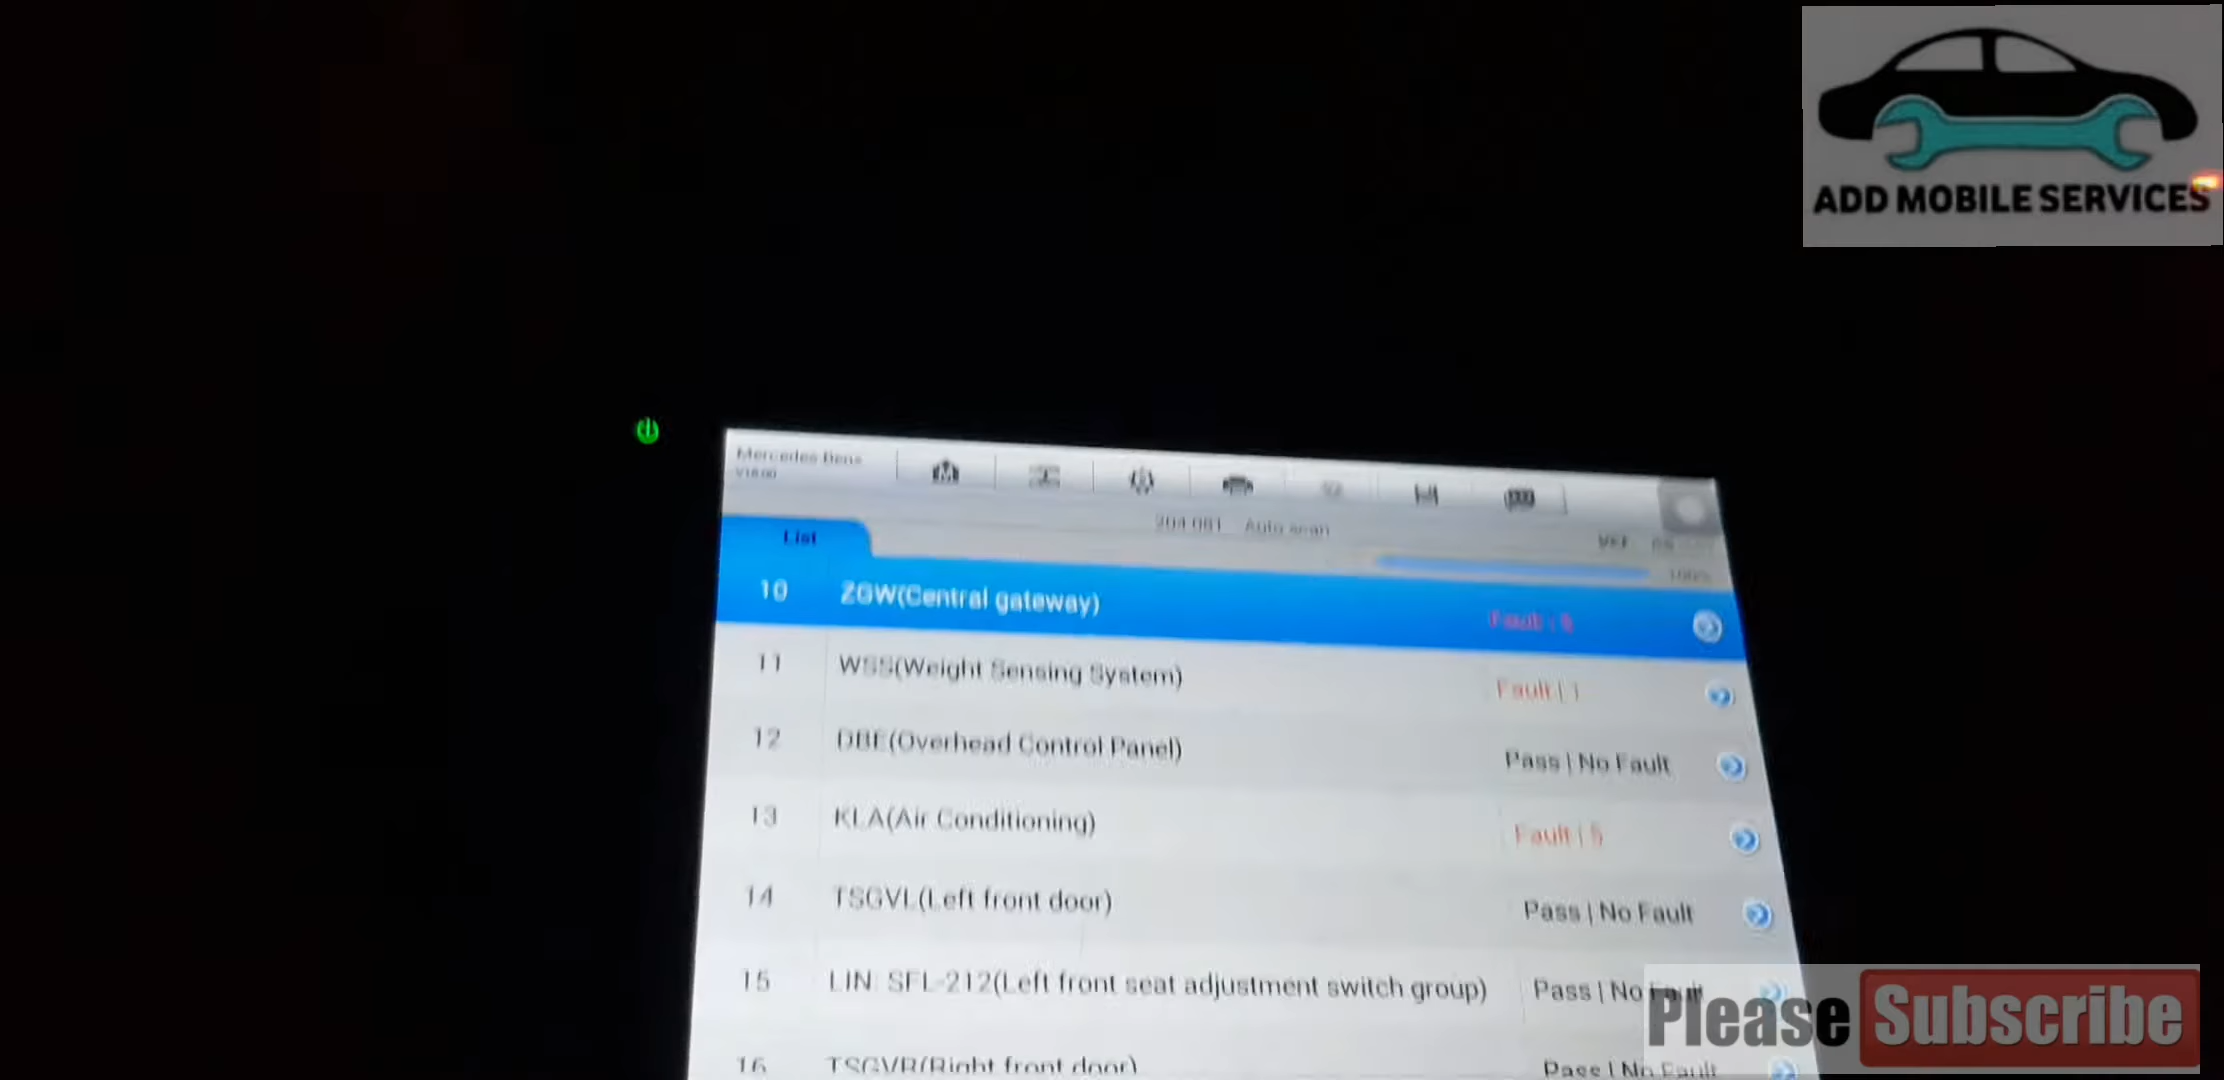 ADD MOBILE SERVICES
Mercedes Benz
Auto scan
List
10 ZGW(Central gateway)
11 WSS(Weight Sensing System) Fault | 1
12 DBE(Overhead Control Panel) Pass | No Fault
13 KLA(Air Conditioning) Fault | 5
14 TSGVL(Left front door) Pass | No Fault
15 LIN: SFL-212(Left front seat adjustment switch group) Pass | No Fault
16 TSGVR(Right front door) Pass | No Fault
Please Subscribe